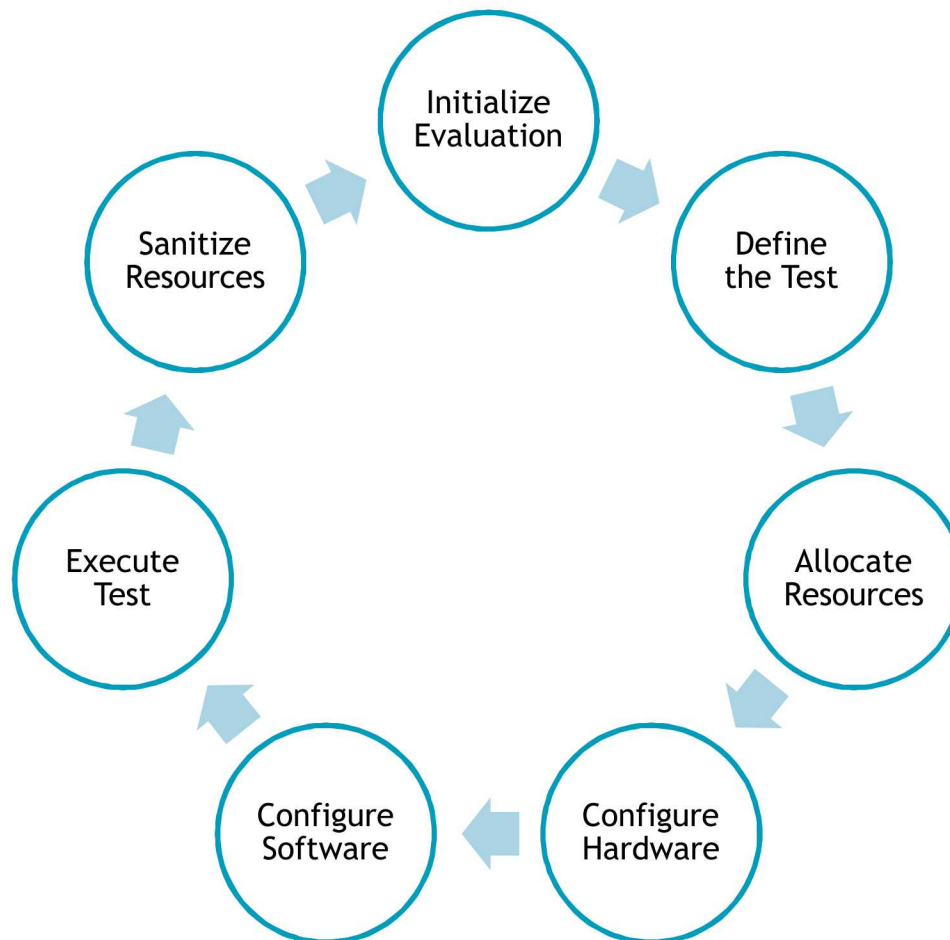 Initialize
Evaluation
Define
the Test
Allocate
Resources
Configure
Hardware
Configure
Software
Execute
Test
Sanitize
Resources